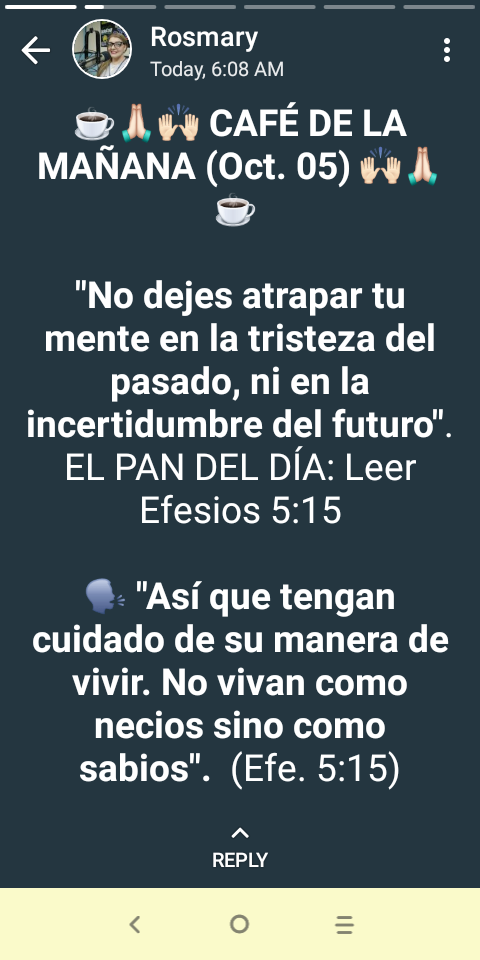 Rosmary
Today, 6:08 AM
☕🙏🏻🙌🏻 CAFÉ DE LA
MAÑANA (Oct. 05) 🙌🏻🙏🏻
☕
"No dejes atrapar tu
mente en la tristeza del
pasado, ni en la
incertidumbre del futuro".
EL PAN DEL DÍA: Leer
Efesios 5:15
🗣️ "Así que tengan
cuidado de su manera de
vivir. No vivan como
necios sino como
sabios". (Efe. 5:15)
REPLY